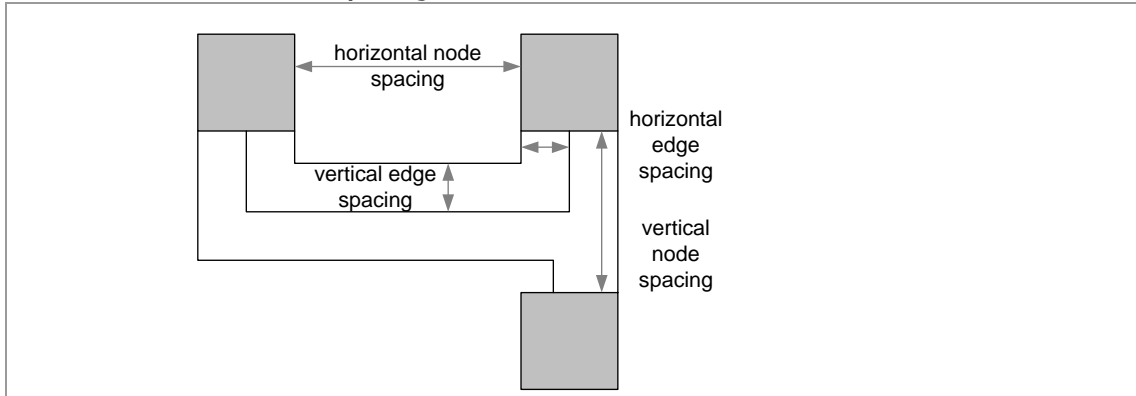 horizontal node
spacing
horizontal
edge
spacing
vertical edge
spacing
vertical
node
spacing